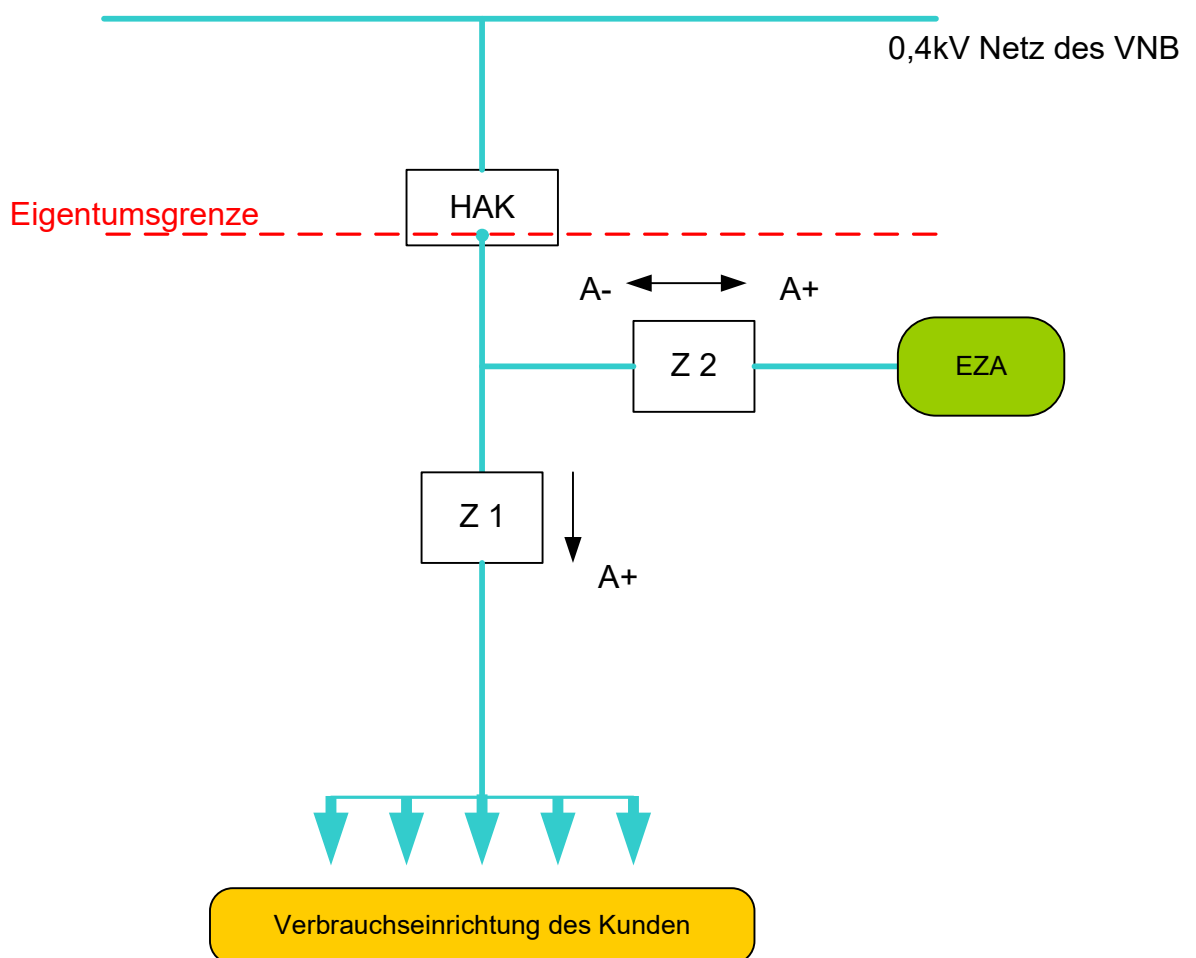 0,4kV Netz des VNB
HAK
Eigentumsgrenze
A-
A+
Z 2
EZA
Z 1
A+
Verbrauchseinrichtung des Kunden